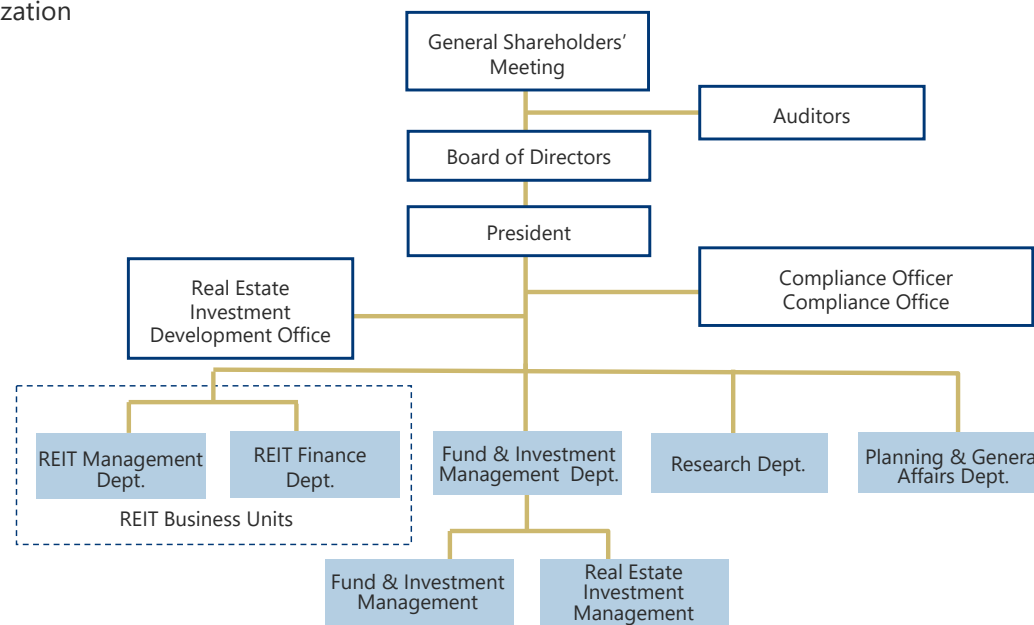 zation
General Shareholders'
Meeting
Auditors
Board of Directors
President
Real Estate
Investment
Development Office
Compliance Officer
Compliance Office
REIT Management
Dept.
REIT Finance
Dept.
REIT Business Units
Fund & Investment
Management Dept.
Research Dept.
Planning & Genera
Affairs Dept.
Fund & Investment
Management
Real Estate
Investment
Management